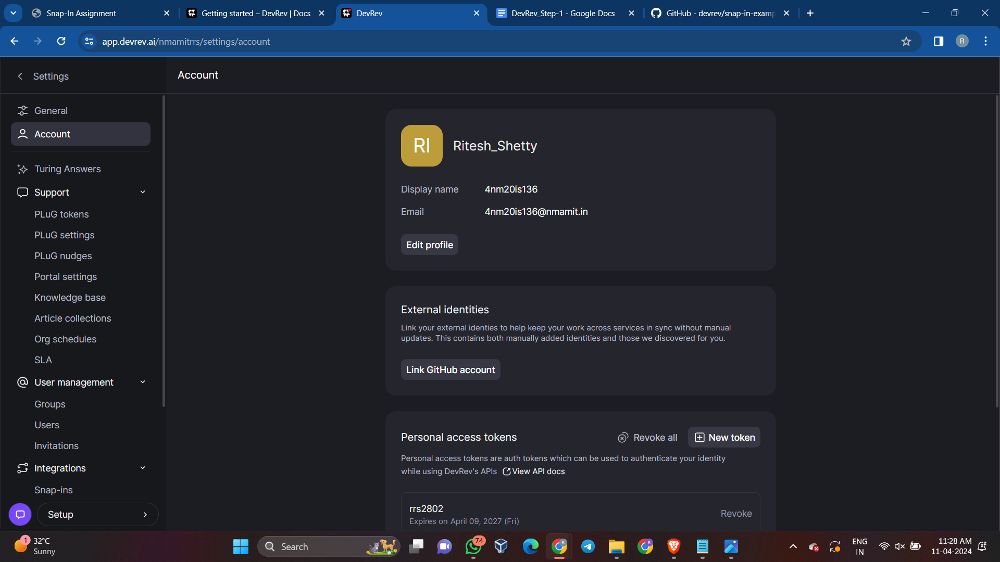 Snap-In Assignment
Getting started – DevRev | Docs
DevRev
DevRev_Step-1 - Google Docs
GitHub - devrev/snap-in-examp
app.devrev.ai/nmamitrrs/settings/account
R
Settings
Account
General
Account
Turing Answers
Support
PLuG tokens
PLuG settings
PLuG nudges
Portal settings
Knowledge base
Article collections
Org schedules
SLA
User management
Groups
Users
Invitations
Integrations
Snap-ins
Setup
RI
Ritesh_Shetty
Display name 4nm20is136
Email 4nm20is136@nmamit.in
Edit profile
External identities
Link your external identies to help keep your work across services in sync without manual
updates. This contains both manually added identities and those we discovered for you.
Link GitHub account
Personal access tokens
Revoke all
New token
Personal access tokens are auth tokens which can be used to authenticate your identity
while using DevRev's APIs View API docs
rrs2802
Expires on April 09, 2027 (Fri)
Revoke
1
32°C
Sunny
Search
74
R
R
ENG
IN
11:28 AM
11-04-2024